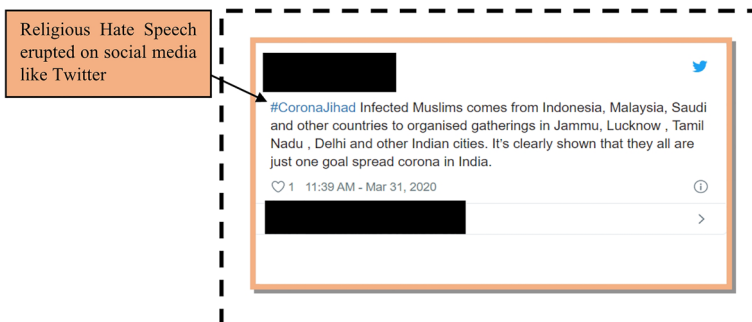 Religious Hate Speech
erupted on social media
like Twitter
#CoronaJihad Infected Muslims comes from Indonesia, Malaysia, Saudi
and other countries to organised gatherings in Jammu, Lucknow , Tamil
Nadu , Delhi and other Indian cities. It's clearly shown that they all are
just one goal spread corona in India.
1 11:39 AM - Mar 31, 2020